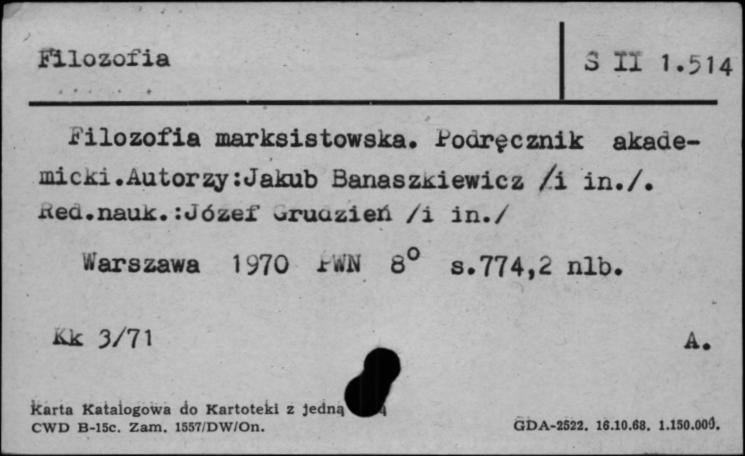 Filozofia
S II 1.514
Filozofia marksistowska. Podręcznik akade-
micki.Autorzy:Jakub Banaszkiewicz /i in./.
Red.nauk.:Józef Grudzień /i in./
Warszawa 1970 PWN 8° s.774,2 nlb.
Kk 3/71
A.
Karta Katalogowa do Kartoteki z jedną
CWD B-15c. Zam. 1557/DW/On.
GDA-2522. 16.10.68. 1.150.000.